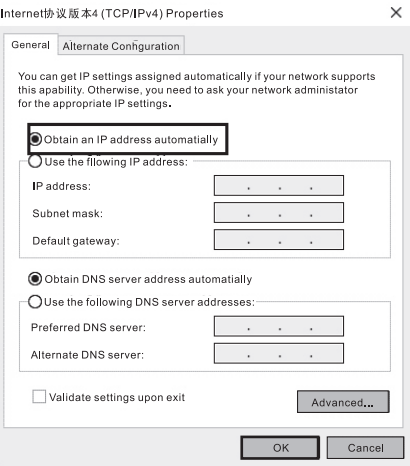 Internet协议版本4 (TCP/IPv4) Properties
General
Alternate Conhguration
You can get IP settings assigned automatically if your network supports
this apability. Otherwise, you need to ask your network administator
for the appropriate IP settings.
Obtain an IP address automatially
Use the fllowing IP address:
IP address:
Subnet mask:
Default gateway:
Obtain DNS server address automatially
Use the following DNS server addresses:
Preferred DNS server:
Alternate DNS server:
Validate settings upon exit
Advanced...
OK
Cancel